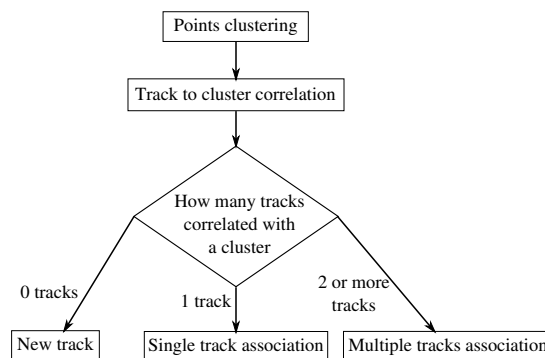 Points clustering
Track to cluster correlation
How many tracks
correlated with
a cluster
0 tracks
1 track
2 or more
tracks
New track
Single track association
Multiple tracks association